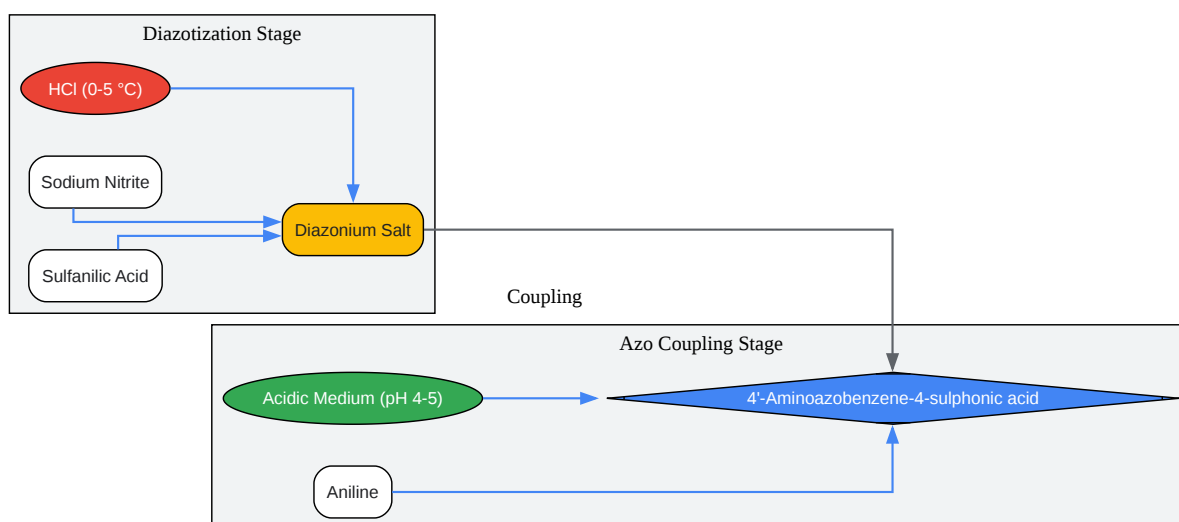 Diazotization Stage
HCl (0-5 °C)
Sodium Nitrite
Diazonium Salt
Sulfanilic Acid
Coupling
Azo Coupling Stage
Acidic Medium (pH 4-5)
4'-Aminoazobenzene-4-sulphonic acid
Aniline